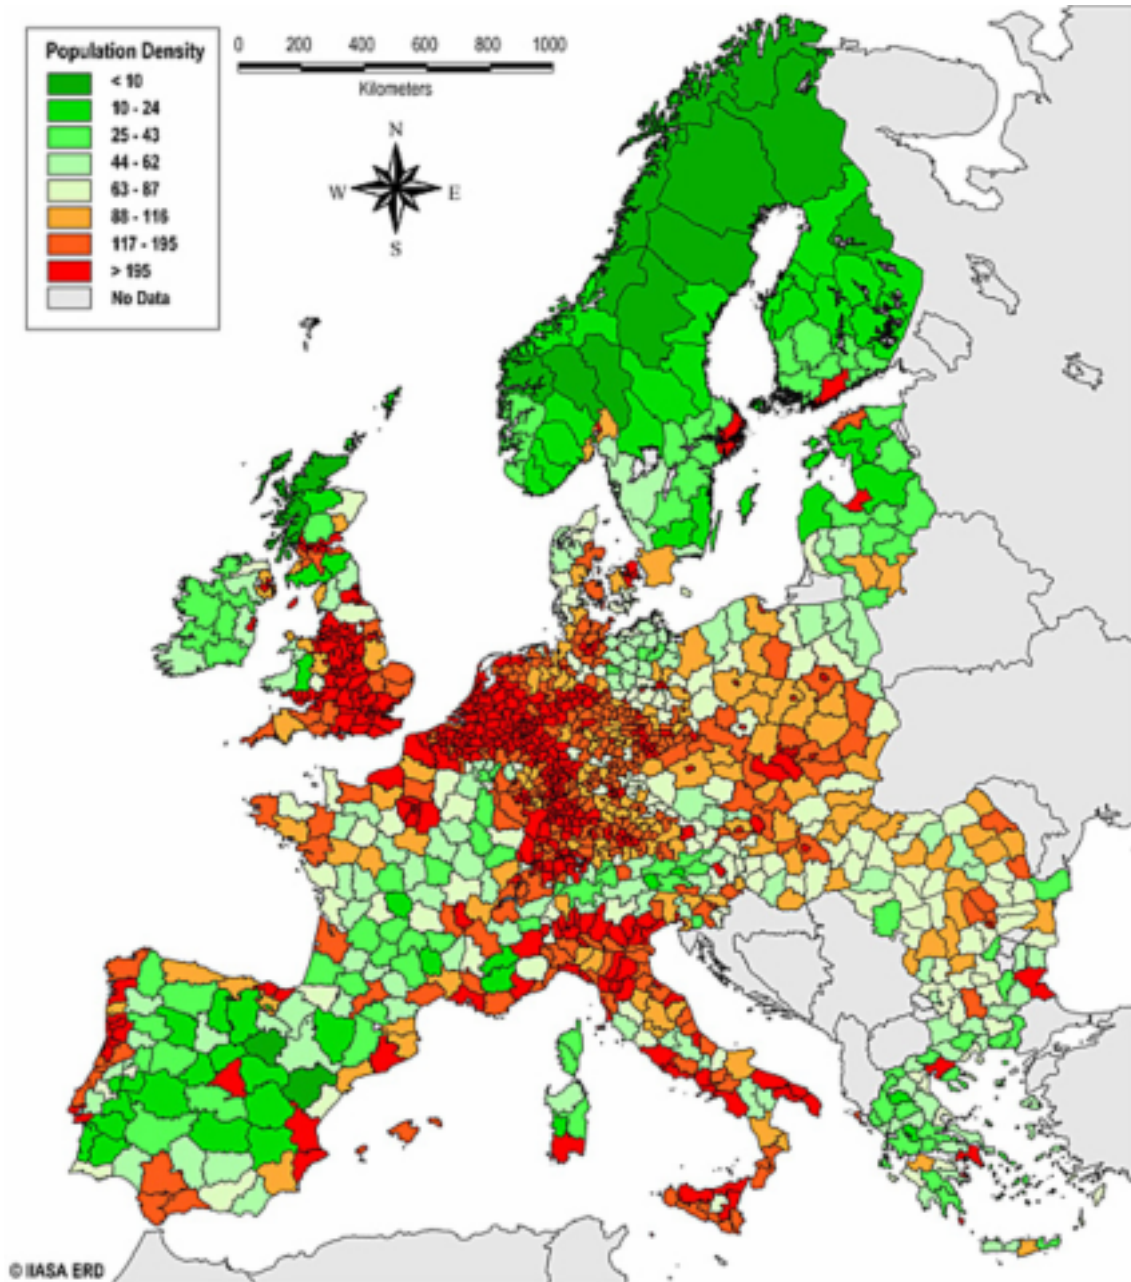 Population Density
< 10
10 - 24
25 - 43
44 - 62
63 - 87
88 - 116
117 - 195
> 195
No Data
0 200 400 600 800 1000
Kilometers
N
W E
S
© IIASA ERD